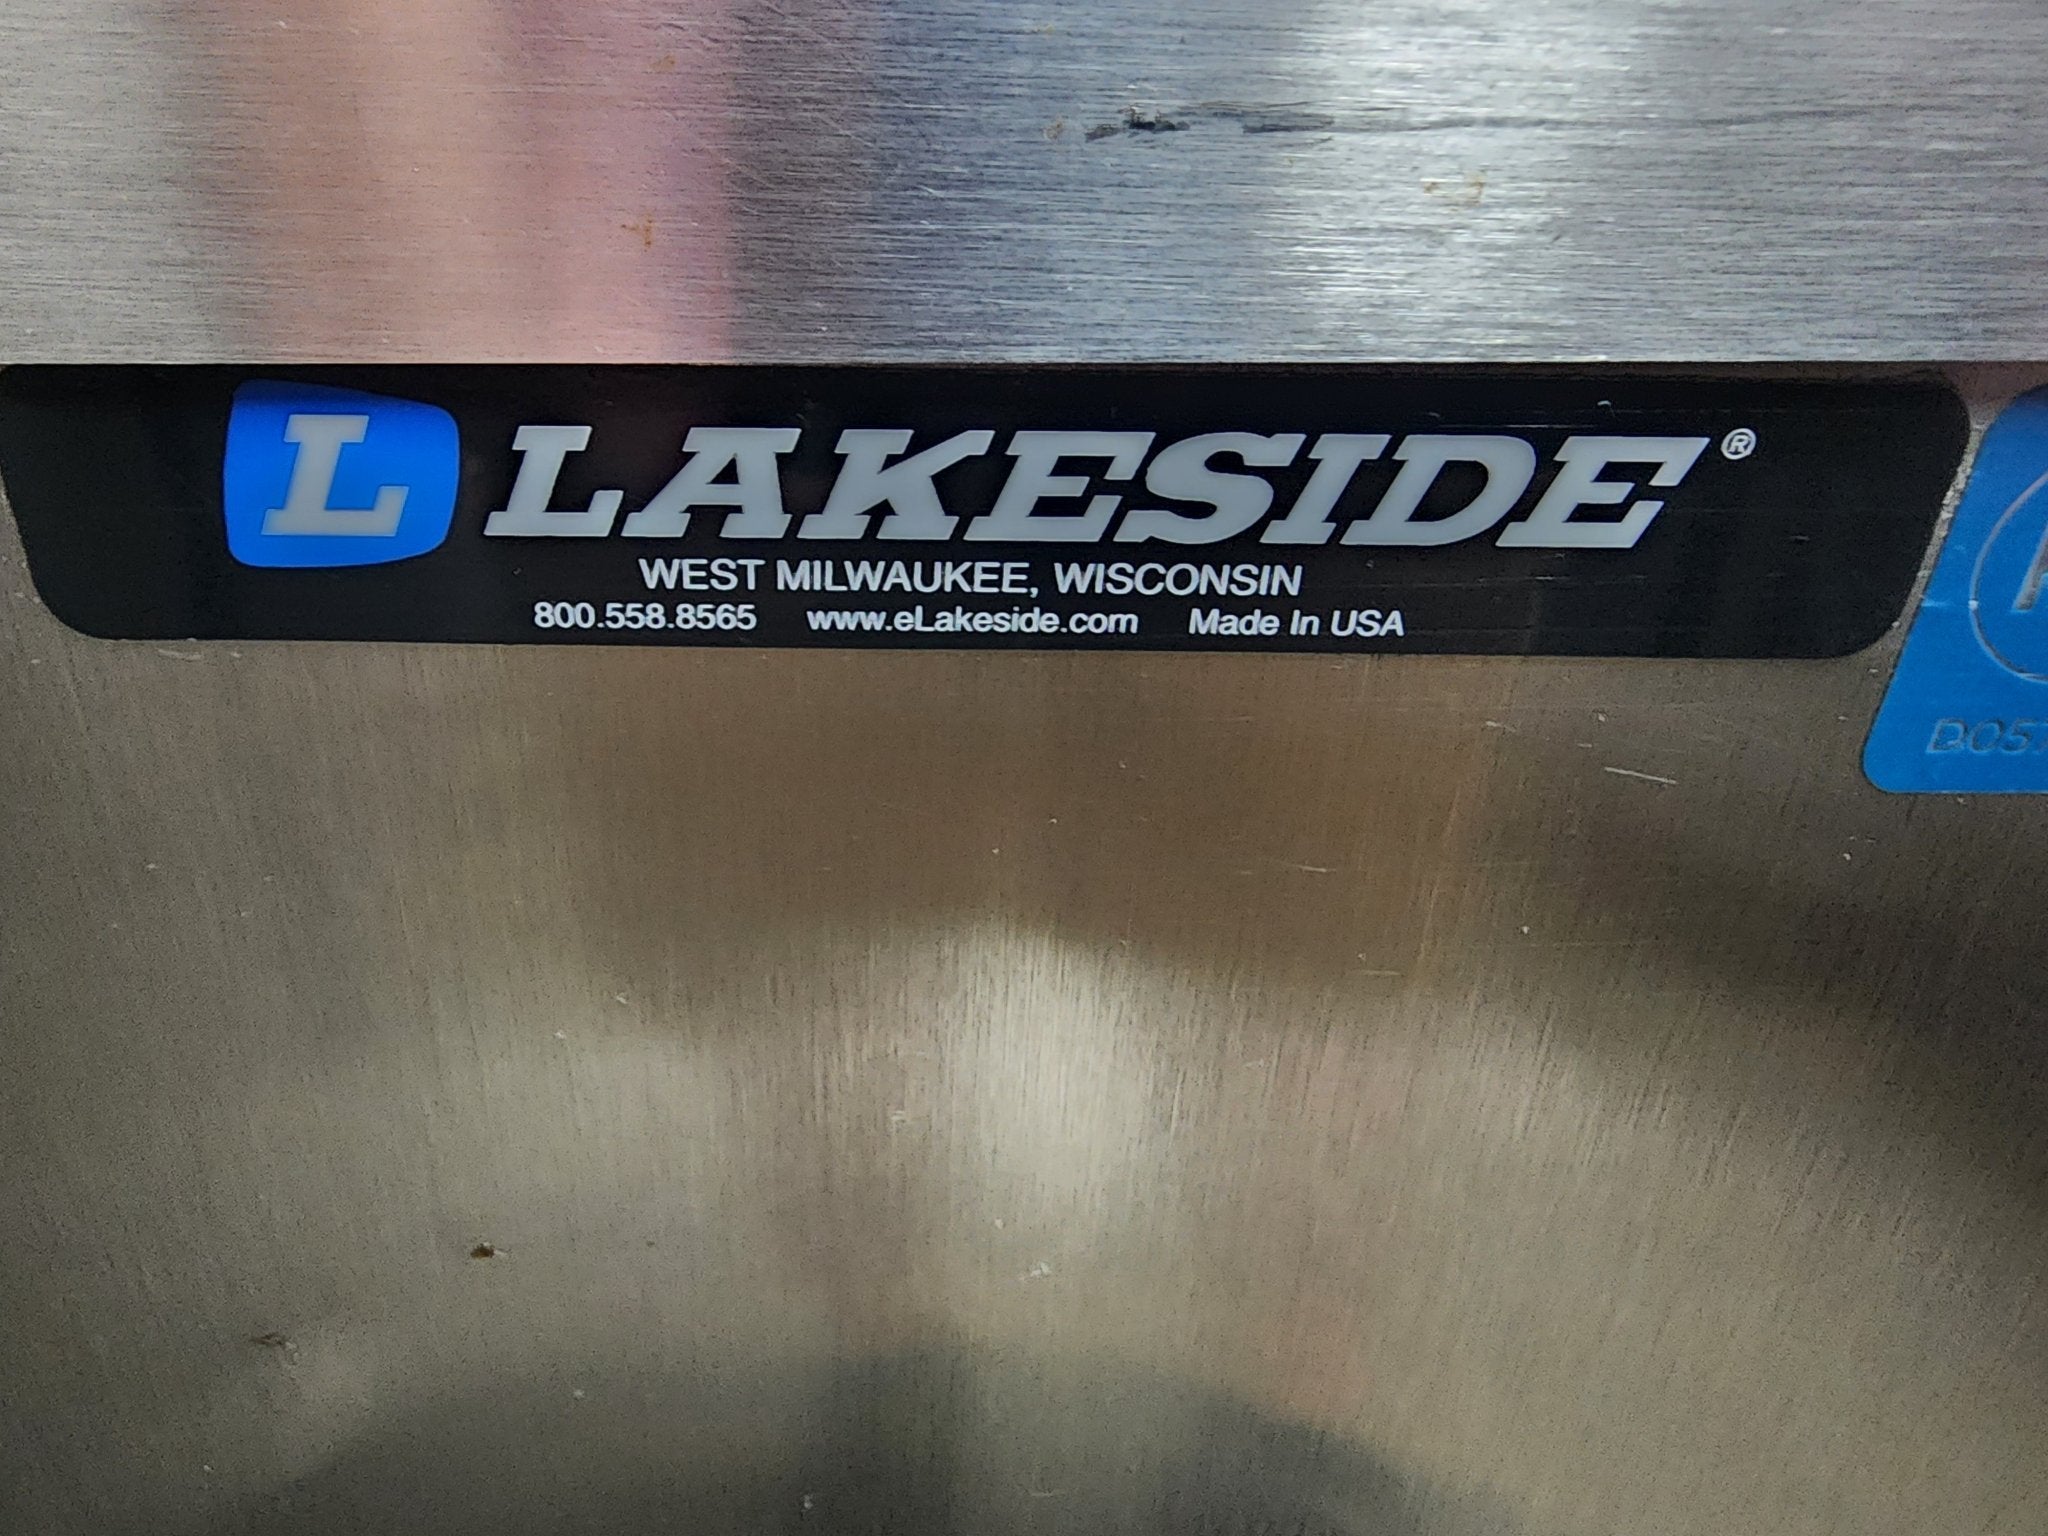 L LAKESIDE®
WEST MILWAUKEE, WISCONSIN
800.558.8565 www.eLakeside.com Made In USA